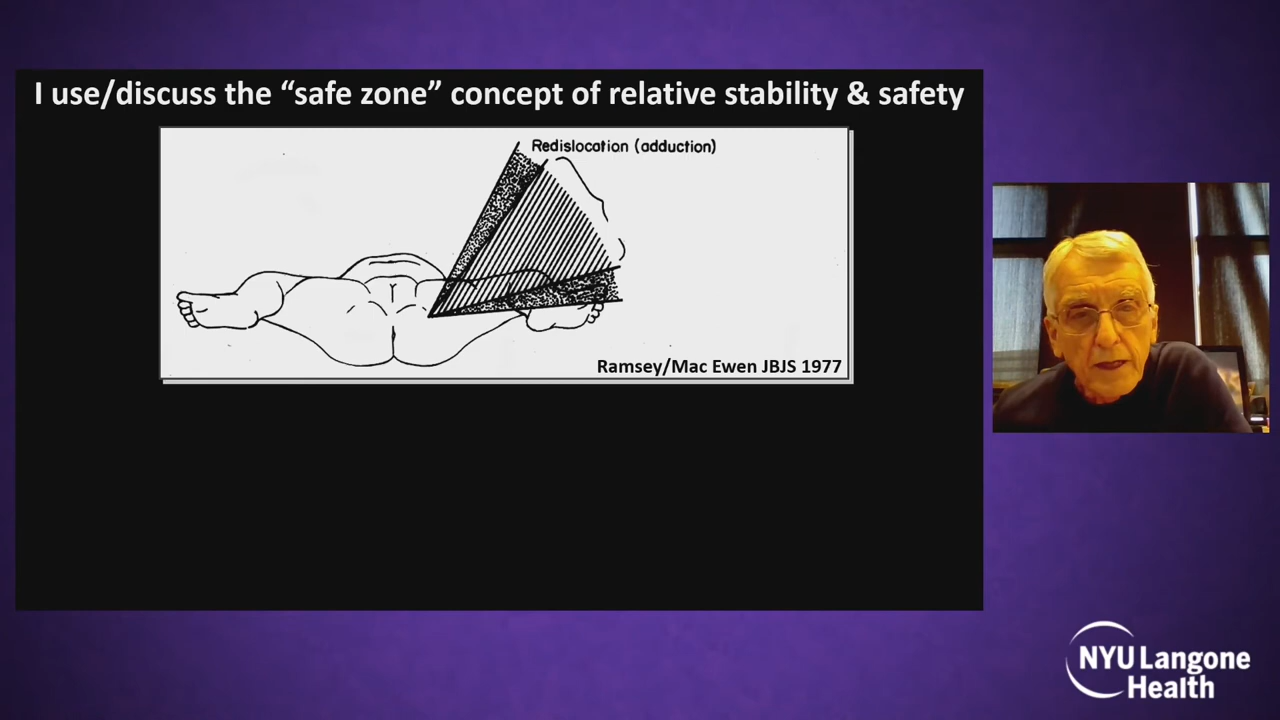 I use/discuss the “safe zone” concept of relative stability & safety
Redislocation (adduction)
Ramsey/Mac Ewen JBJS 1977
NYU Langone
Health